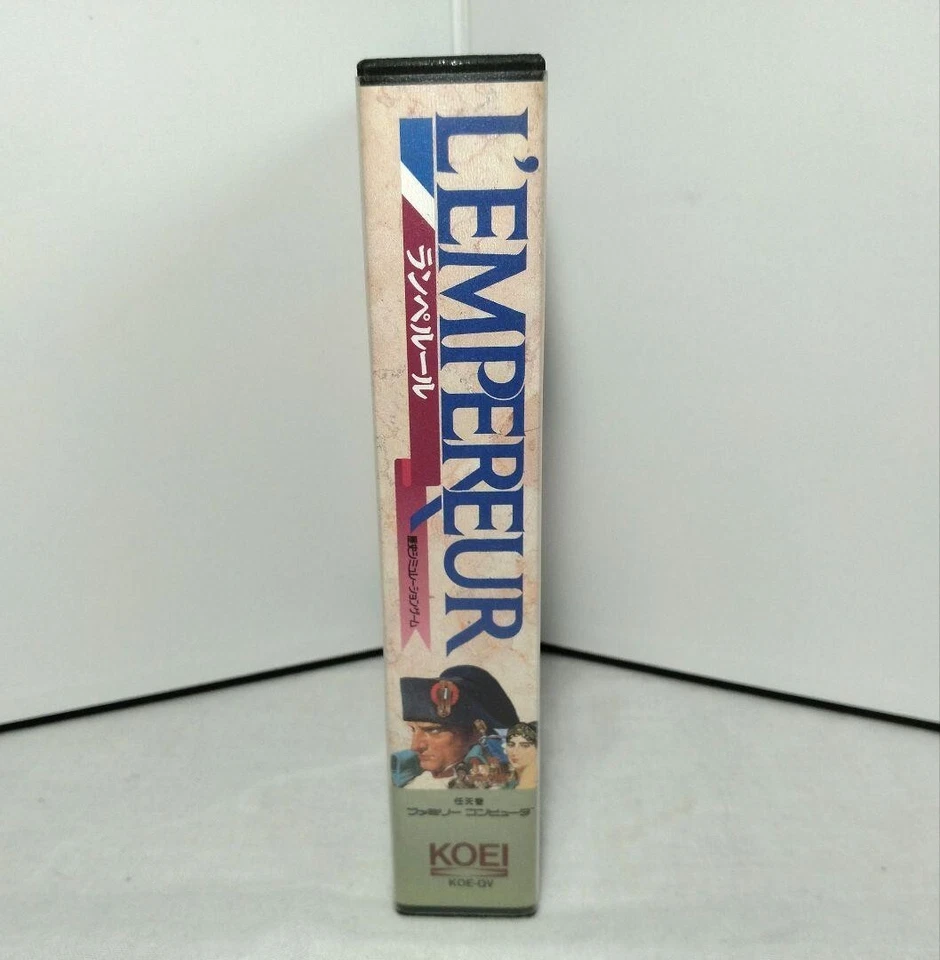 L'EMPEREUR
ランペルール
歴史シミュレーションゲーム
任天堂
ファミリー コンピュータ
KOEI
KOE-QV